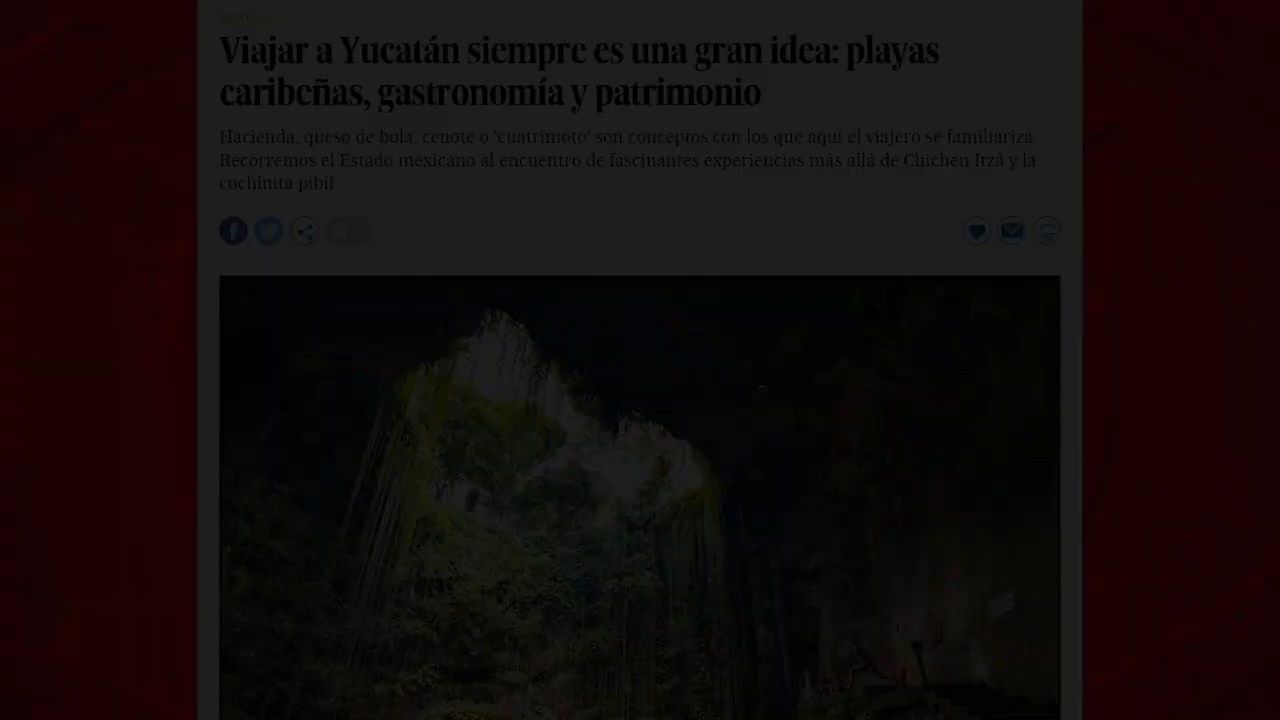 Viajar a Yucatán siempre es una gran idea: playas
caribeñas, gastronomía y patrimonio
Hacienda, queso de bola, cenote o 'cuatrimoto' son conceptos con los que aquí el viajero se familiariza.
Recorremos el Estado mexicano al encuentro de fascinantes experiencias más allá de Chichén Itzá y la
cochinita pibil